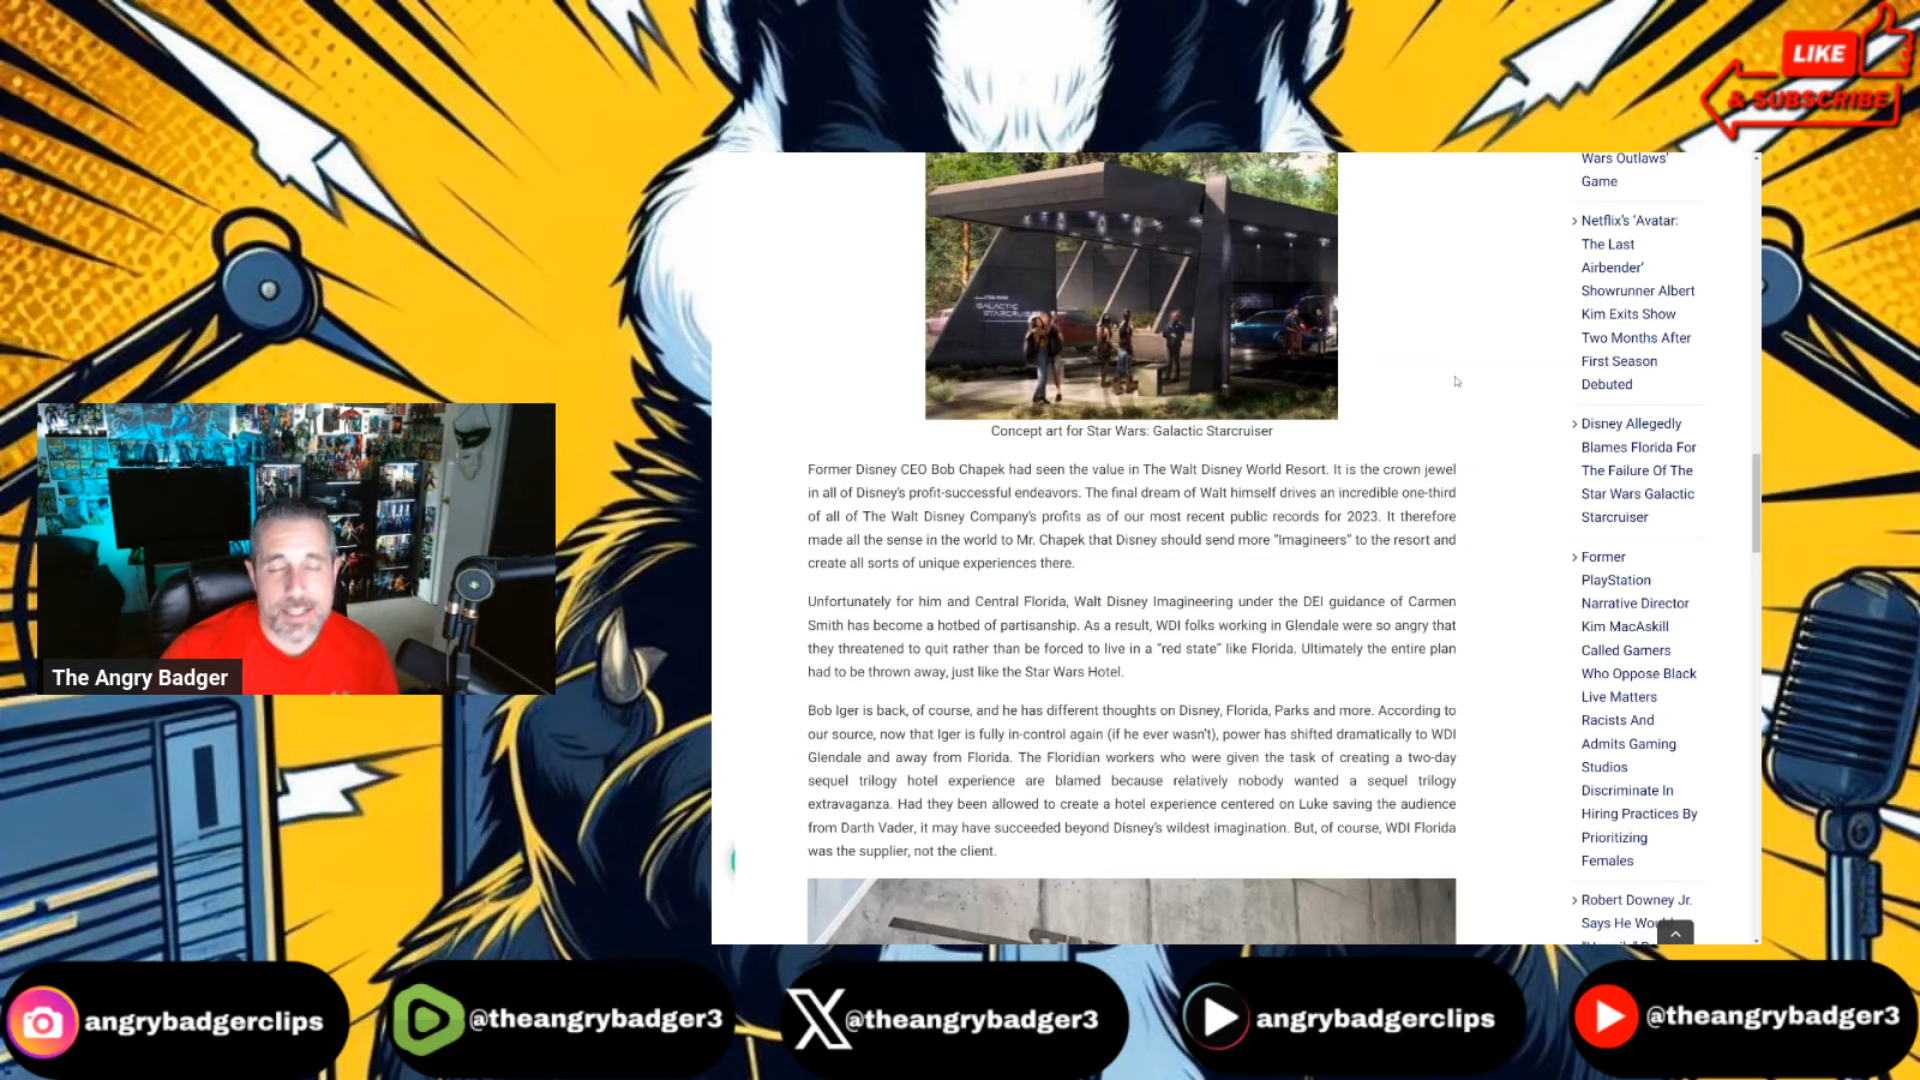 LIKE
& SUBSCRIBE
Wars Outlaws'
Game
Netflix's 'Avatar:
The Last
Airbender'
Showrunner Albert
Kim Exits Show
Two Months After
First Season
Debuted
Disney Allegedly
Blames Florida For
The Failure Of The
Star Wars Galactic
Starcruiser
Former
PlayStation
Narrative Director
Kim MacAskill
Called Gamers
Who Oppose Black
Live Matters
Racists And
Admits Gaming
Studios
Discriminate In
Hiring Practices By
Prioritizing
Females
Robert Downey Jr.
Says He
GALACTIC
STARCRUISER
Concept art for Star Wars: Galactic Starcruiser
Former Disney CEO Bob Chapek had seen the value in The Walt Disney World Resort. It is the crown jewel
in all of Disney's profit-successful endeavors. The final dream of Walt himself drives an incredible one-third
of all of The Walt Disney Company's profits as of our most recent public records for 2023. It therefore
made all the sense in the world to Mr. Chapek that Disney should send more "Imagineers" to the resort and
create all sorts of unique experiences there.
Unfortunately for him and Central Florida, Walt Disney Imagineering under the DEI guidance of Carmen
Smith has become a hotbed of partisanship. As a result, WDI folks working in Glendale were so angry that
they threatened to quit rather than be forced to live in a "red state" like Florida. Ultimately the entire plan
had to be thrown away, just like the Star Wars Hotel.
Bob Iger is back, of course, and he has different thoughts on Disney, Florida, Parks and more. According to
our source, now that Iger is fully in-control again (if he ever wasn't), power has shifted dramatically to WDI
Glendale and away from Florida. The Floridian workers who were given the task of creating a two-day
sequel trilogy hotel experience are blamed because relatively nobody wanted a sequel trilogy
extravaganza. Had they been allowed to create a hotel experience centered on Luke saving the audience
from Darth Vader, it may have succeeded beyond Disney's wildest imagination. But, of course, WDI Florida
was the supplier, not the client.
The Angry Badger
angrybadgerclips
@theangrybadger3
@theangrybadger3
angrybadgerclips
@theangrybadger3